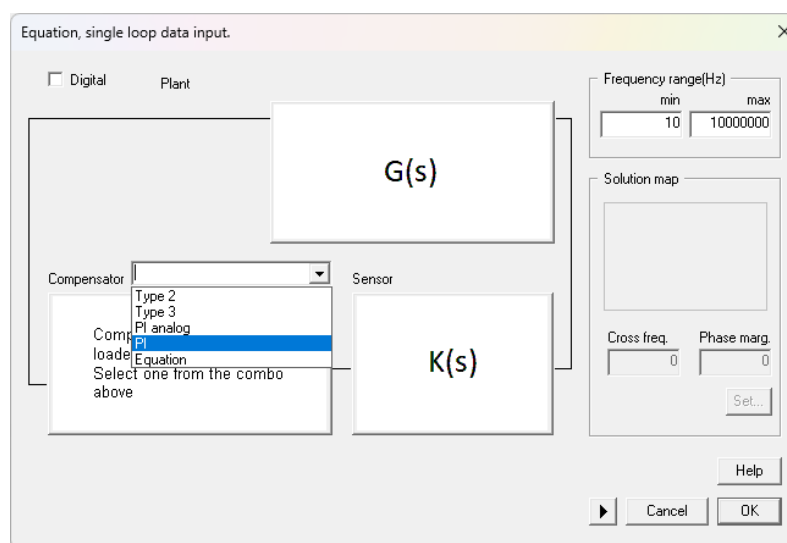 Equation, single loop data input.
Digital
Plant
G(s)
Compensator
Sensor
Type 2
Type 3
PI analog
PI
Equation
Comp
loade
Select one from the combo
above
K(s)
Frequency range(Hz)
min max
10 10000000
Solution map
Cross freq. Phase marg.
0 0
Set...
Help
Cancel OK